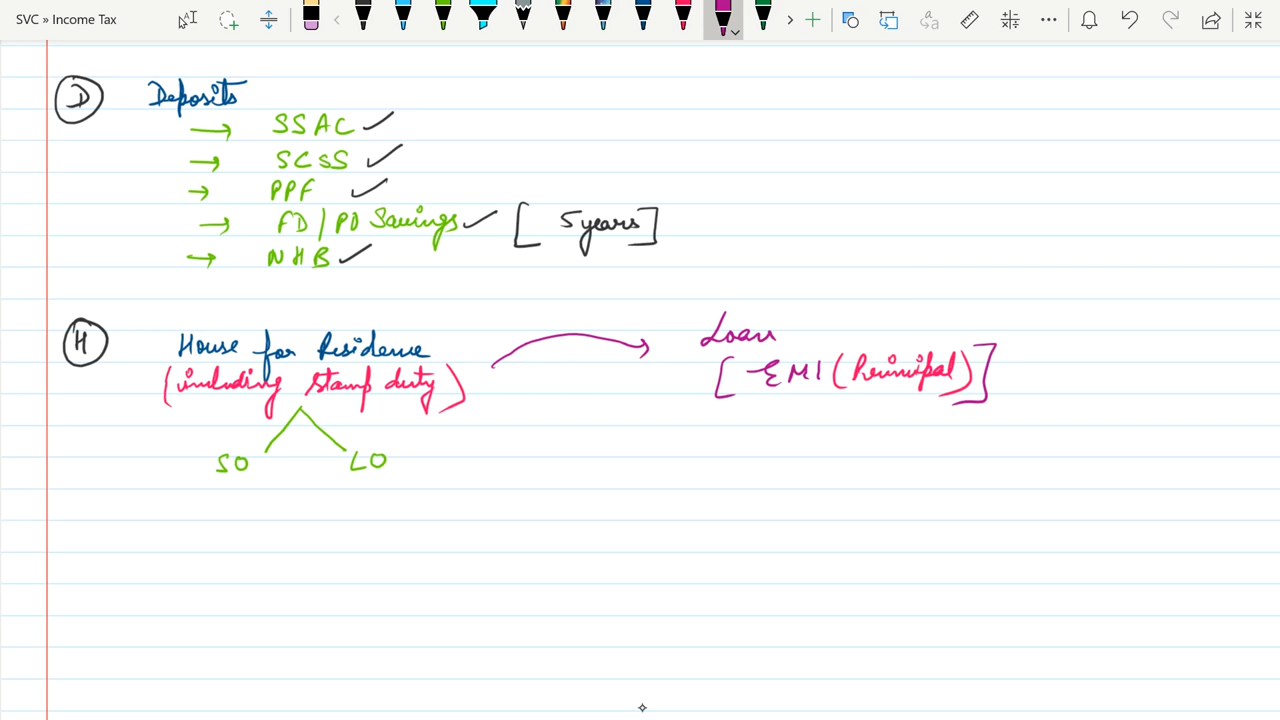 SVC » Income Tax
D Deposits
→ SSAC ✓
→ SCSS ✓
→ PPF ✓
→ FD/PO Savings ✓ [ 5 years ]
→ NHB ✓
H House for Residence
(including stamp duty)
SO LO
Loan
[ EMI (Principal) ]